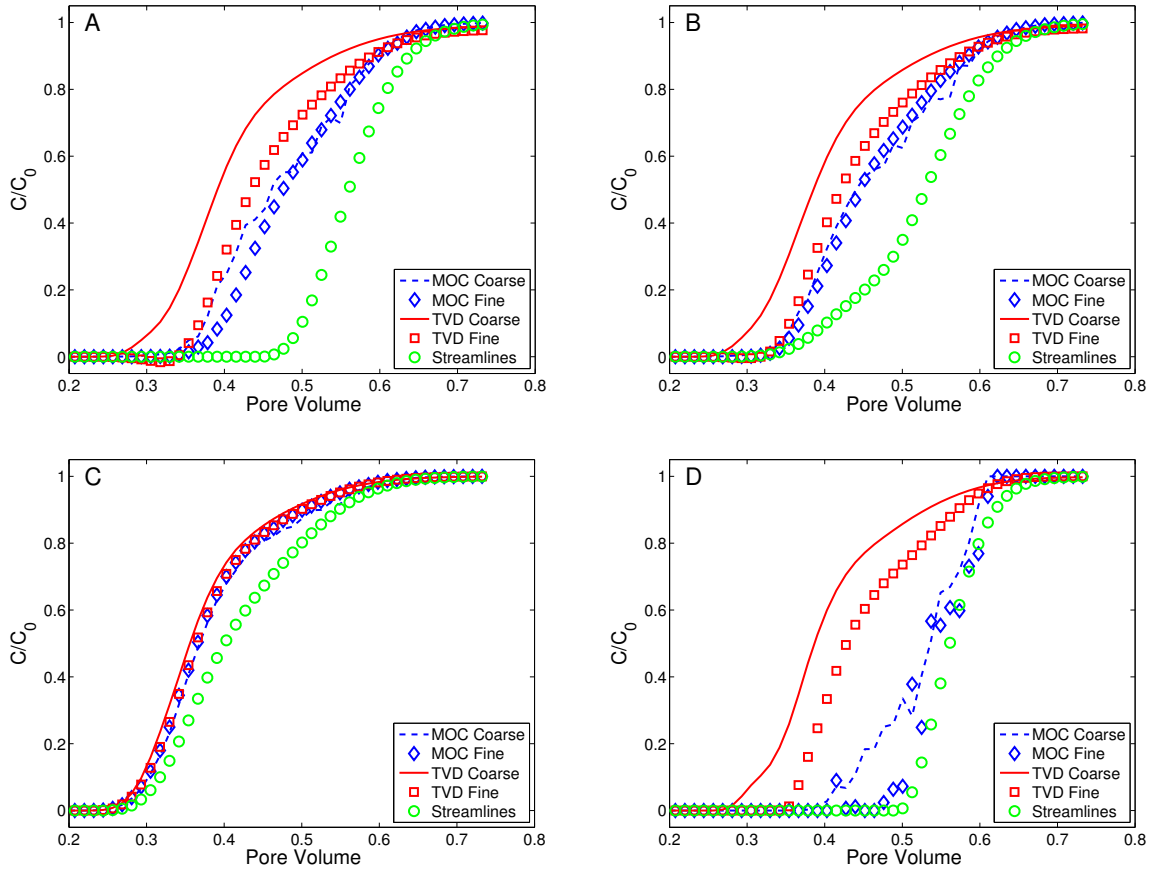 A
C/C0
1
0.8
0.6
0.4
0.2
0
0.2 0.3 0.4 0.5 0.6 0.7 0.8
Pore Volume
MOC Coarse
MOC Fine
TVD Coarse
TVD Fine
Streamlines
B
C/C0
1
0.8
0.6
0.4
0.2
0
0.2 0.3 0.4 0.5 0.6 0.7 0.8
Pore Volume
MOC Coarse
MOC Fine
TVD Coarse
TVD Fine
Streamlines
C
C/C0
1
0.8
0.6
0.4
0.2
0
0.2 0.3 0.4 0.5 0.6 0.7 0.8
Pore Volume
MOC Coarse
MOC Fine
TVD Coarse
TVD Fine
Streamlines
D
C/C0
1
0.8
0.6
0.4
0.2
0
0.2 0.3 0.4 0.5 0.6 0.7 0.8
Pore Volume
MOC Coarse
MOC Fine
TVD Coarse
TVD Fine
Streamlines